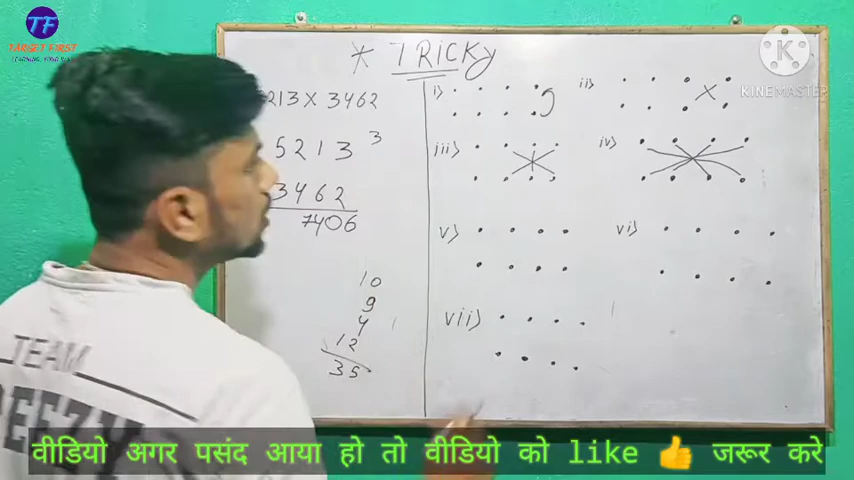 TF
TARGET FIRST
KINEMASTER
* TRICKY
213 X 3462
5213 3
3462
7406
10
9
4
12
35
i)
ii)
iii)
iv)
v)
vi)
vii)
TEAM
वीडियो अगर पसंद आया हो तो वीडियो को like 👍 जरूर करे